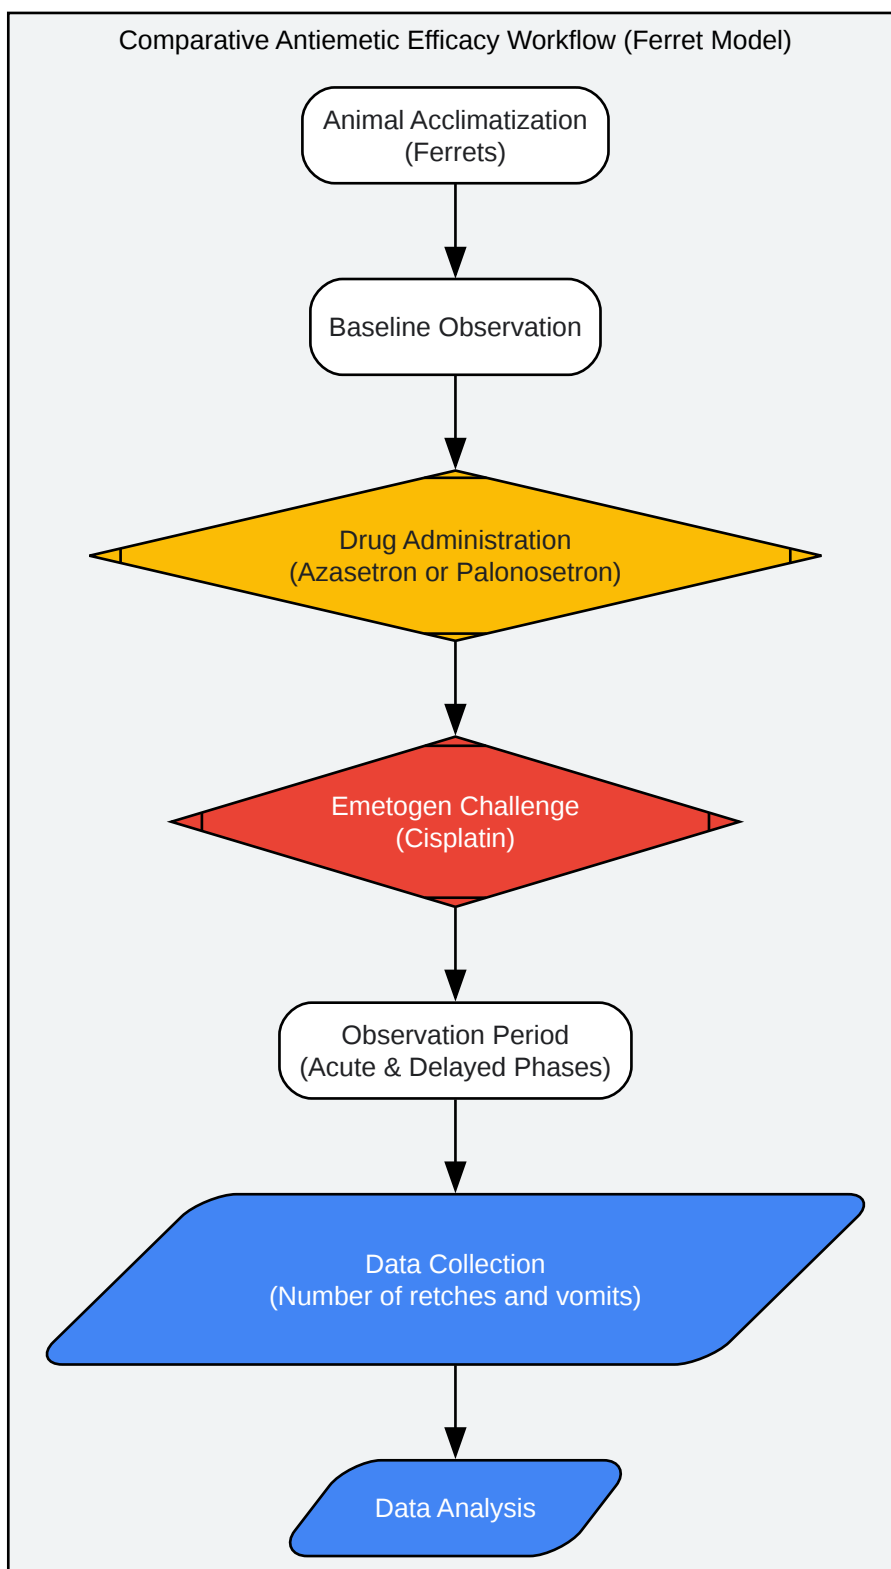 Comparative Antiemetic Efficacy Workflow (Ferret Model)
Animal Acclimatization
(Ferrets)
Baseline Observation
Drug Administration
(Azasetron or Palonosetron)
Emetogen Challenge
(Cisplatin)
Observation Period
(Acute & Delayed Phases)
Data Collection
(Number of retches and vomits)
Data Analysis